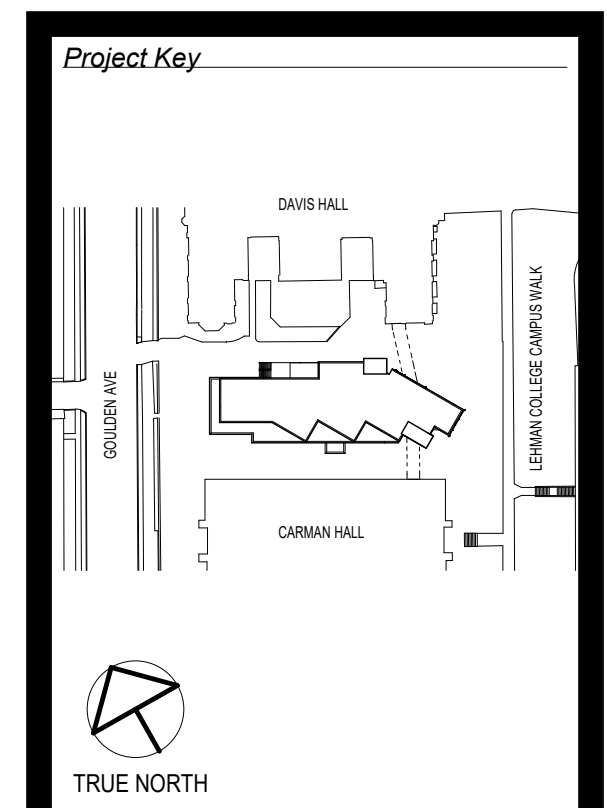 Project Key
DAVIS HALL
GOULDEN AVE
LEHMAN COLLEGE CAMPUS WALK
CARMAN HALL
TRUE NORTH